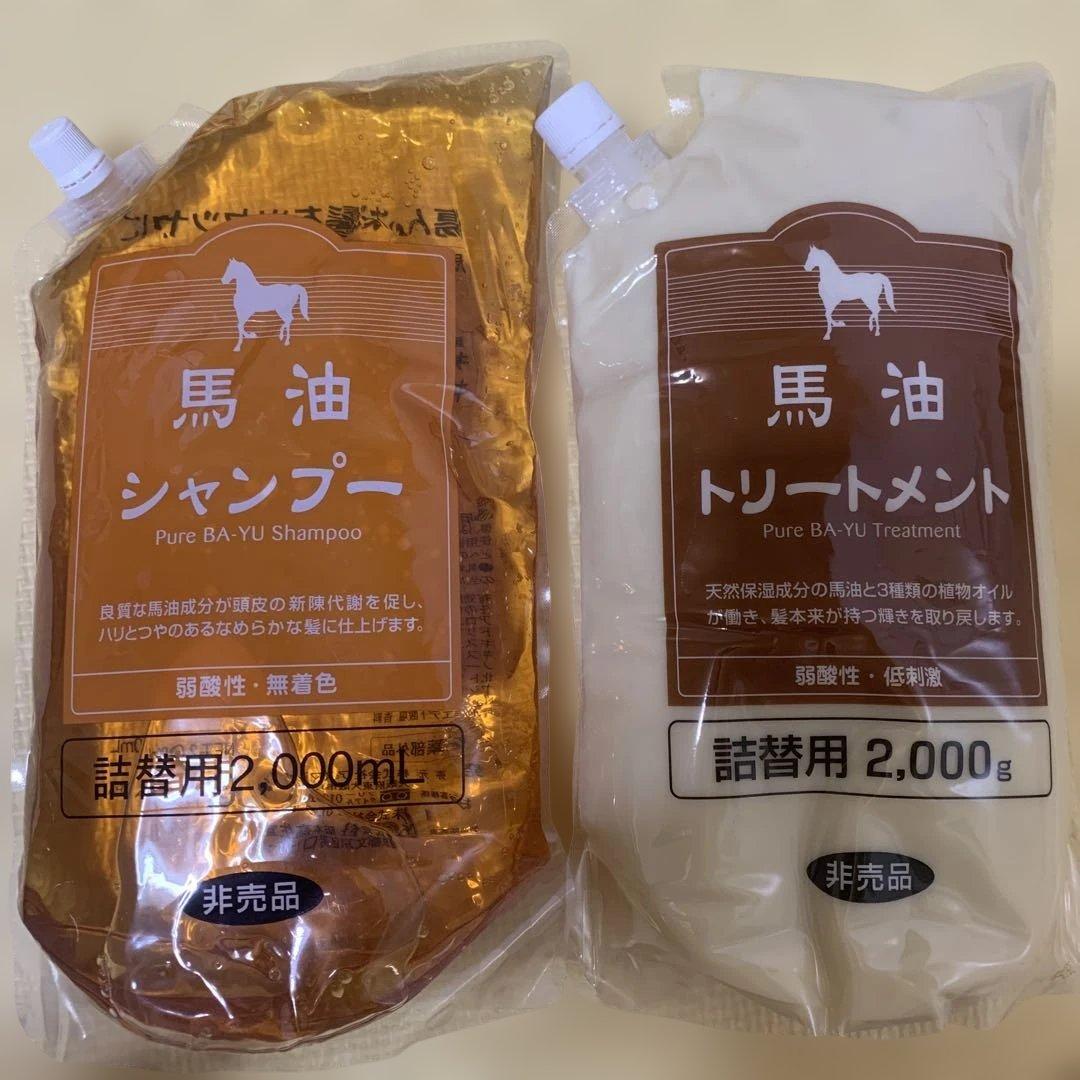 馬油
シャンプー
Pure BA-YU Shampoo
良質な馬油成分が頭皮の新陳代謝を促し、
ハリとつやのあるなめらかな髪に仕上げます。
弱酸性・無着色
詰替用2,000mL
非売品
馬油
トリートメント
Pure BA-YU Treatment
天然保湿成分の馬油と3種類の植物オイル
が働き、髪本来が持つ輝きを取り戻します。
弱酸性・低刺激
詰替用 2,000g
非売品